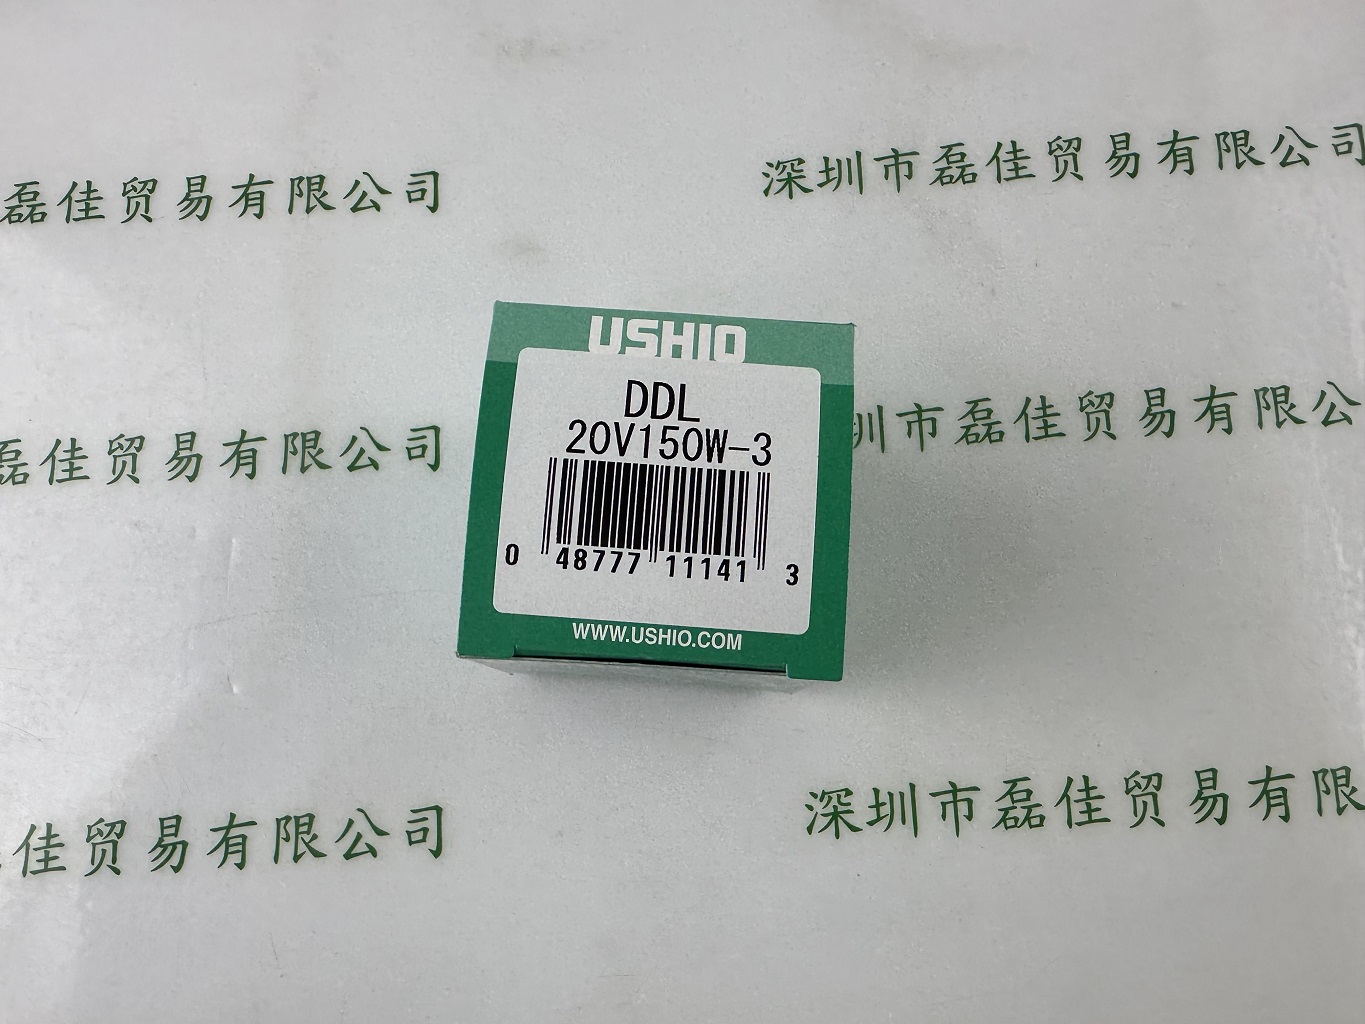 磊佳贸易有限公司
深圳市磊佳贸易有限公司
USHIO
DDL
20V150W-3
0 48777 11141 3
WWW.USHIO.COM
磊佳贸易有限公司
圳市磊佳贸易有限公
佳贸易有限公司
深圳市磊佳贸易有限